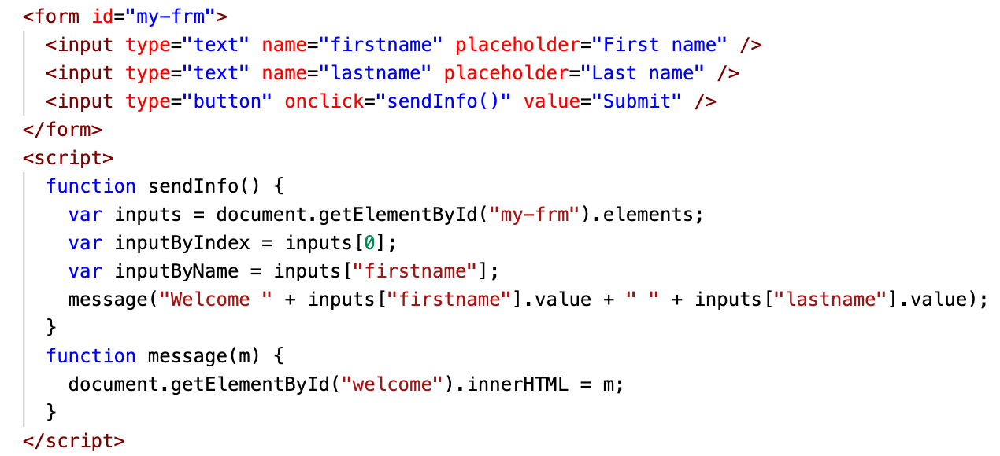 <form id="my-frm">
  <input type="text" name="firstname" placeholder="First name" />
  <input type="text" name="lastname" placeholder="Last name" />
  <input type="button" onclick="sendInfo()" value="Submit" />
</form>
<script>
  function sendInfo() {
    var inputs = document.getElementById("my-frm").elements;
    var inputByIndex = inputs[0];
    var inputByName = inputs["firstname"];
    message("Welcome " + inputs["firstname"].value + " " + inputs["lastname"].value);
  }
  function message(m) {
    document.getElementById("welcome").innerHTML = m;
  }
</script>